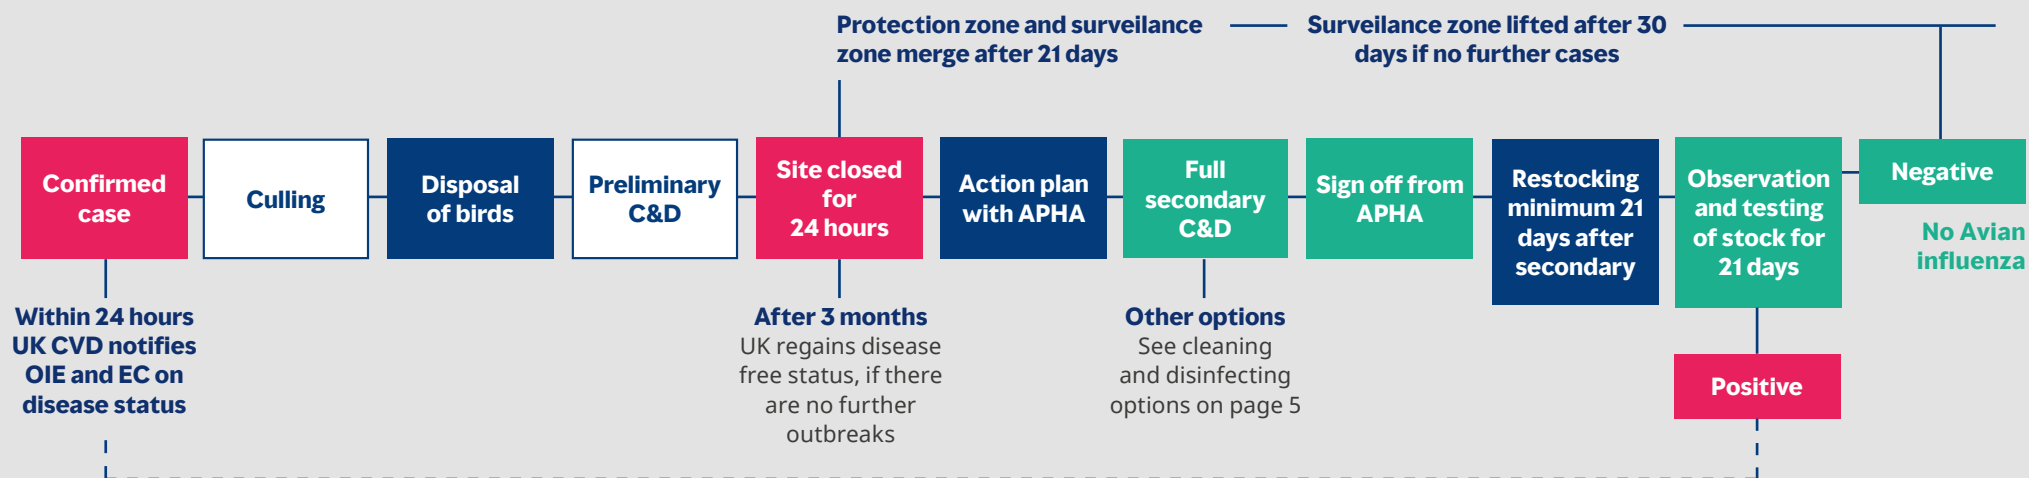 Protection zone and surveilance
zone merge after 21 days
Surveilance zone lifted after 30
days if no further cases
Confirmed
case
Culling
Disposal
of birds
Preliminary
C&D
Site closed
for
24 hours
Action plan
with APHA
Full
secondary
C&D
Sign off from
APHA
Restocking
minimum 21
days after
secondary
Observation
and testing
of stock for
21 days
Negative
No Avian
influenza
Within 24 hours
UK CVD notifies
OIE and EC on
disease status
After 3 months
UK regains disease
free status, if there
are no further
outbreaks
Other options
See cleaning
and disinfecting
options on page 5
Positive